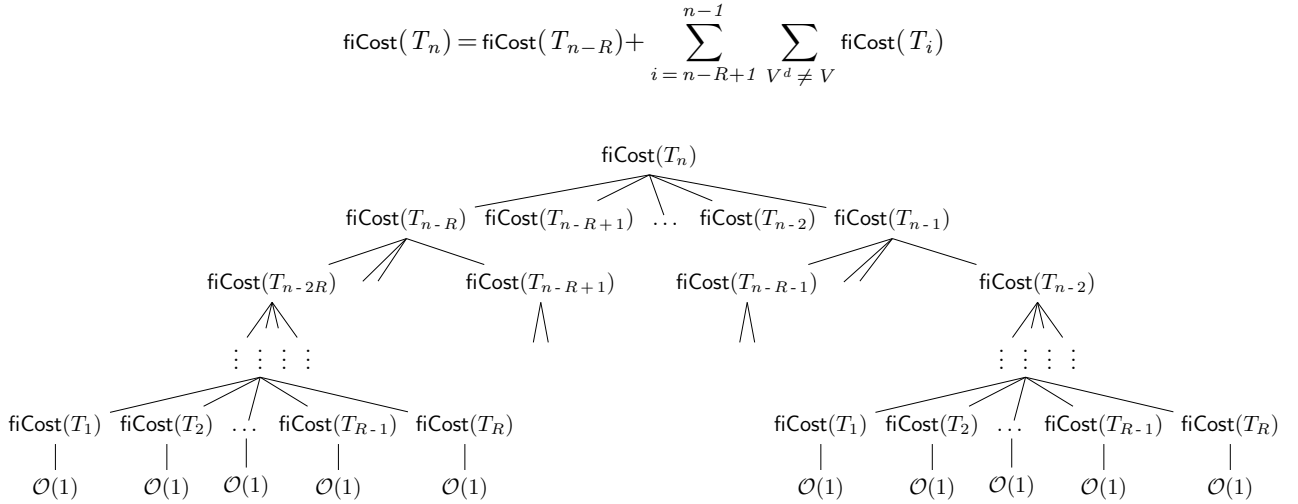 fiCost(T_n) = fiCost(T_{n-R}) + \sum_{i=n-R+1}^{n-1} \sum_{V^d \neq V} fiCost(T_i)
fiCost(T_n)
fiCost(T_{n-R}) fiCost(T_{n-R+1}) ... fiCost(T_{n-2}) fiCost(T_{n-1})
fiCost(T_{n-2R}) fiCost(T_{n-R+1}) fiCost(T_{n-R-1}) fiCost(T_{n-2})
⋮ ⋮ ⋮ ⋮ ⋮ ⋮ ⋮ ⋮
fiCost(T_1) fiCost(T_2) ... fiCost(T_{R-1}) fiCost(T_R) fiCost(T_1) fiCost(T_2) ... fiCost(T_{R-1}) fiCost(T_R)
𝒪(1) 𝒪(1) 𝒪(1) 𝒪(1) 𝒪(1) 𝒪(1) 𝒪(1) 𝒪(1) 𝒪(1) 𝒪(1)